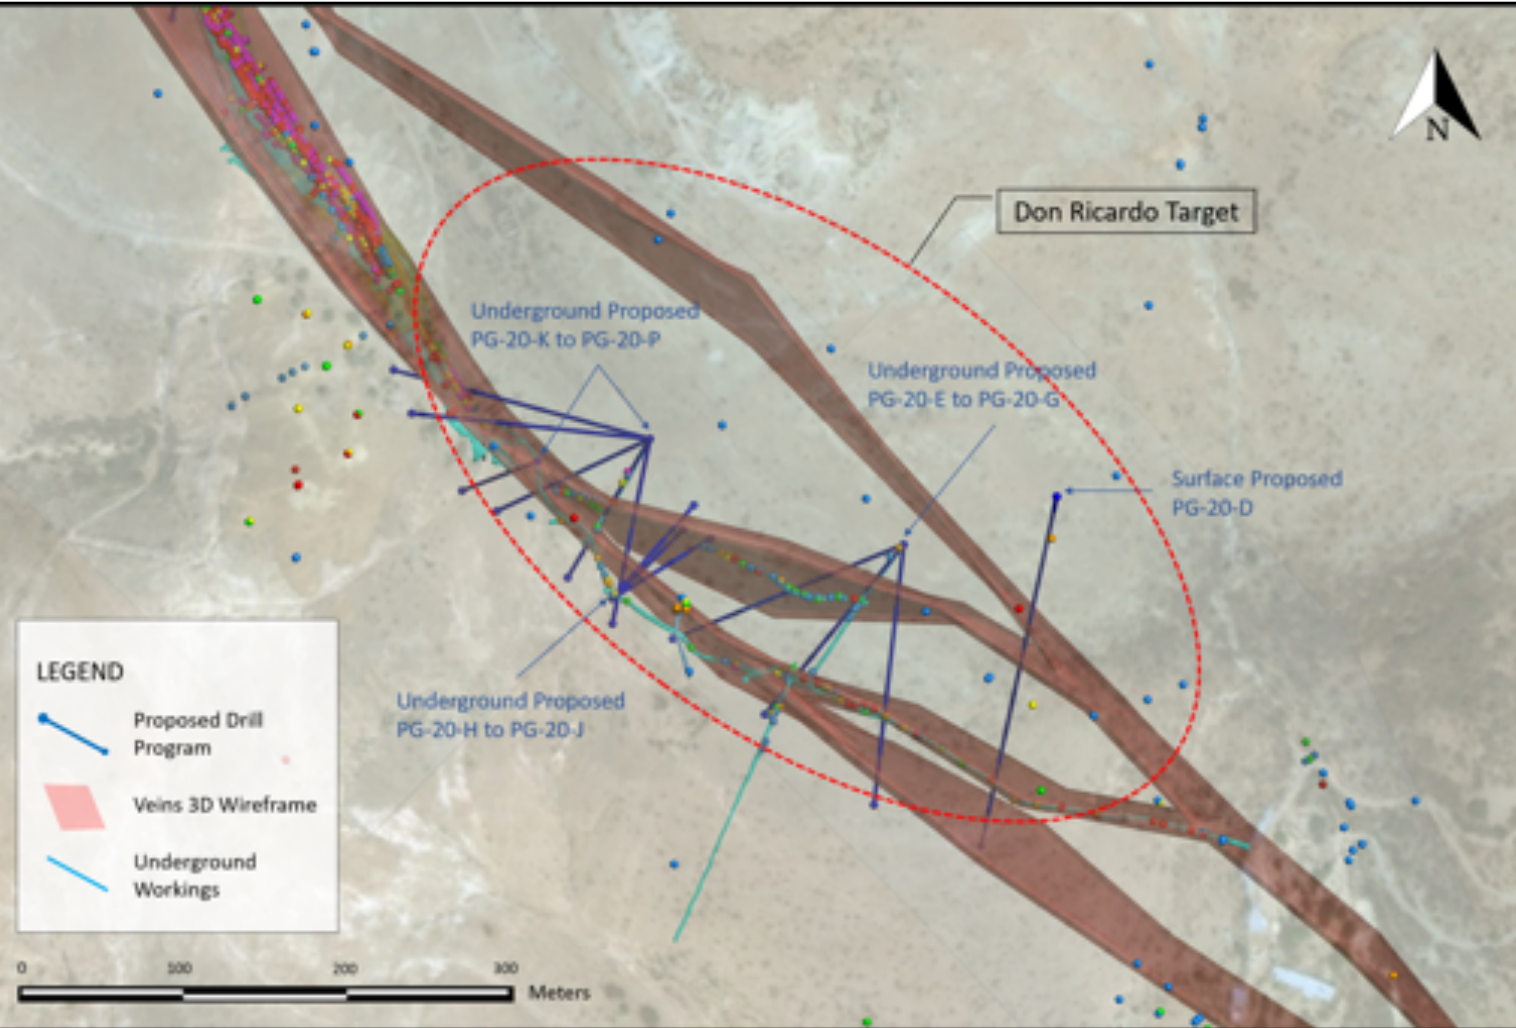 N
Don Ricardo Target
Underground Proposed
PG-20-K to PG-20-P
Underground Proposed
PG-20-E to PG-20-G
Surface Proposed
PG-20-D
Underground Proposed
PG-20-H to PG-20-J
LEGEND
Proposed Drill
Program
Veins 3D Wireframe
Underground
Workings
0 100 200 300
Meters